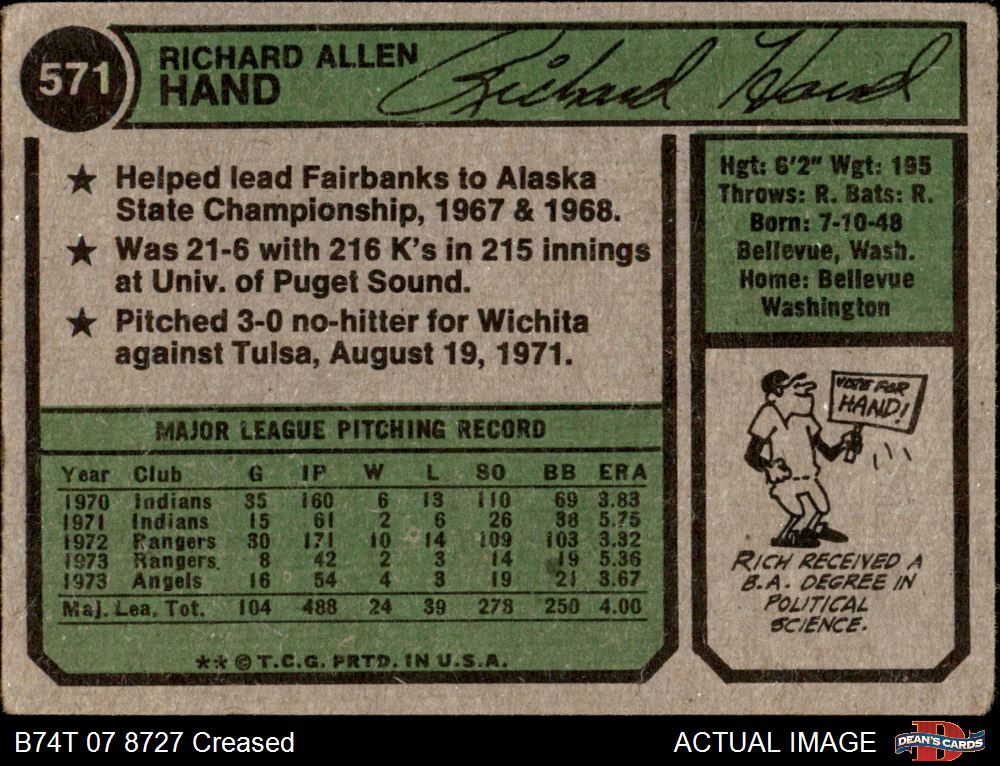 571
RICHARD ALLEN
HAND
Richard Hand
★ Helped lead Fairbanks to Alaska
State Championship, 1967 & 1968.
★ Was 21-6 with 216 K's in 215 innings
at Univ. of Puget Sound.
★ Pitched 3-0 no-hitter for Wichita
against Tulsa, August 19, 1971.
Hgt: 6'2" Wgt: 195
Throws: R. Bats: R.
Born: 7-10-48
Bellevue, Wash.
Home: Bellevue
Washington
MAJOR LEAGUE PITCHING RECORD
Year Club G IP W L SO BB ERA
1970 Indians 35 160 6 13 110 69 3.83
1971 Indians 15 61 2 6 26 38 5.75
1972 Rangers 30 171 10 14 109 103 3.32
1973 Rangers. 8 42 2 3 14 19 5.36
1973 Angels 16 54 4 3 19 21 3.67
Maj. Lea. Tot. 104 488 24 39 278 250 4.00
★★ © T.C.G. PRTD. IN U.S.A.
VOTE FOR
HAND!
RICH RECEIVED A
B.A. DEGREE IN
POLITICAL
SCIENCE.
B74T 07 8727 Creased
ACTUAL IMAGE
D
DEAN'S CARDS